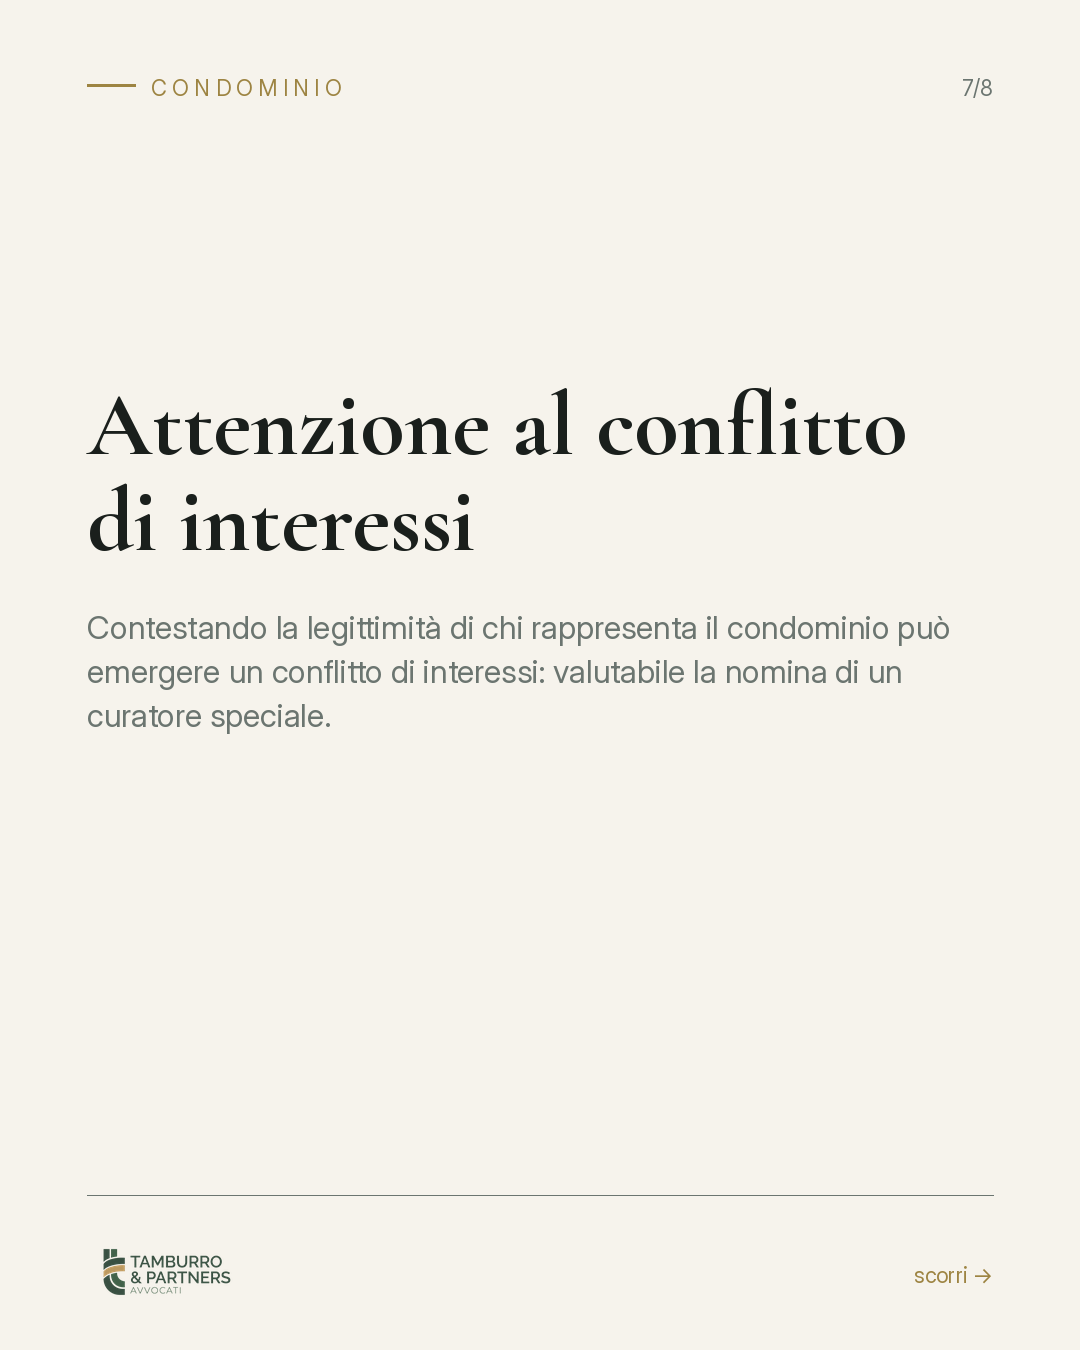 CONDOMINIO
7/8
Attenzione al conflitto
di interessi
Contestando la legittimità di chi rappresenta il condominio può
emergere un conflitto di interessi: valutabile la nomina di un
curatore speciale.
TAMBURRO
& PARTNERS
AVVOCATI
scorri →